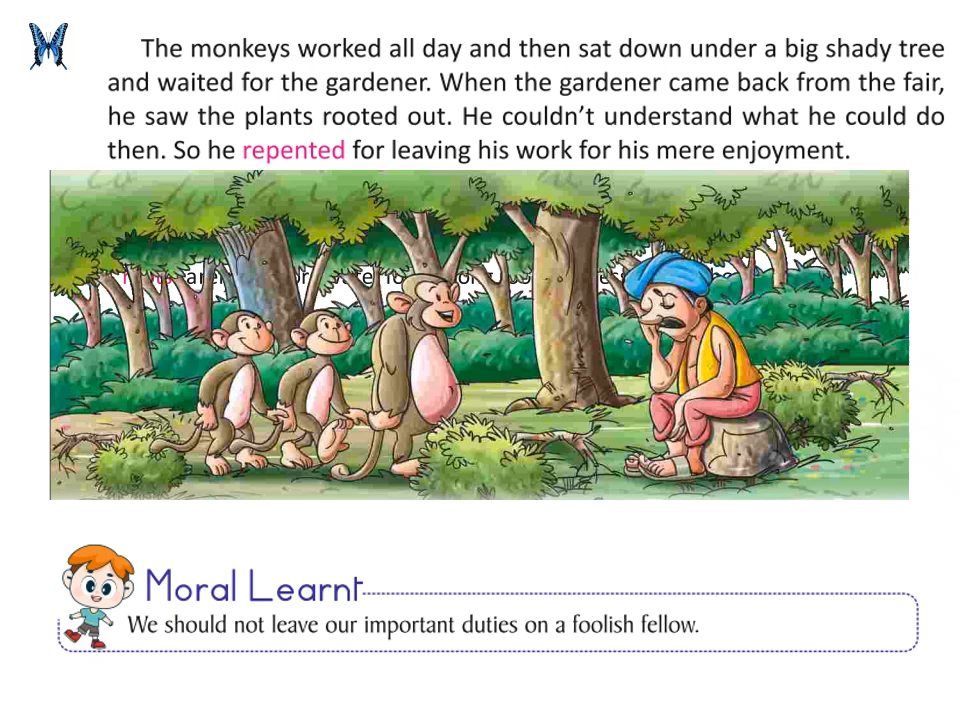 The monkeys worked all day and then sat down under a big shady tree
and waited for the gardener. When the gardener came back from the fair,
he saw the plants rooted out. He couldn’t understand what he could do
then. So he repented for leaving his work for his mere enjoyment.
Moral Learnt
We should not leave our important duties on a foolish fellow.